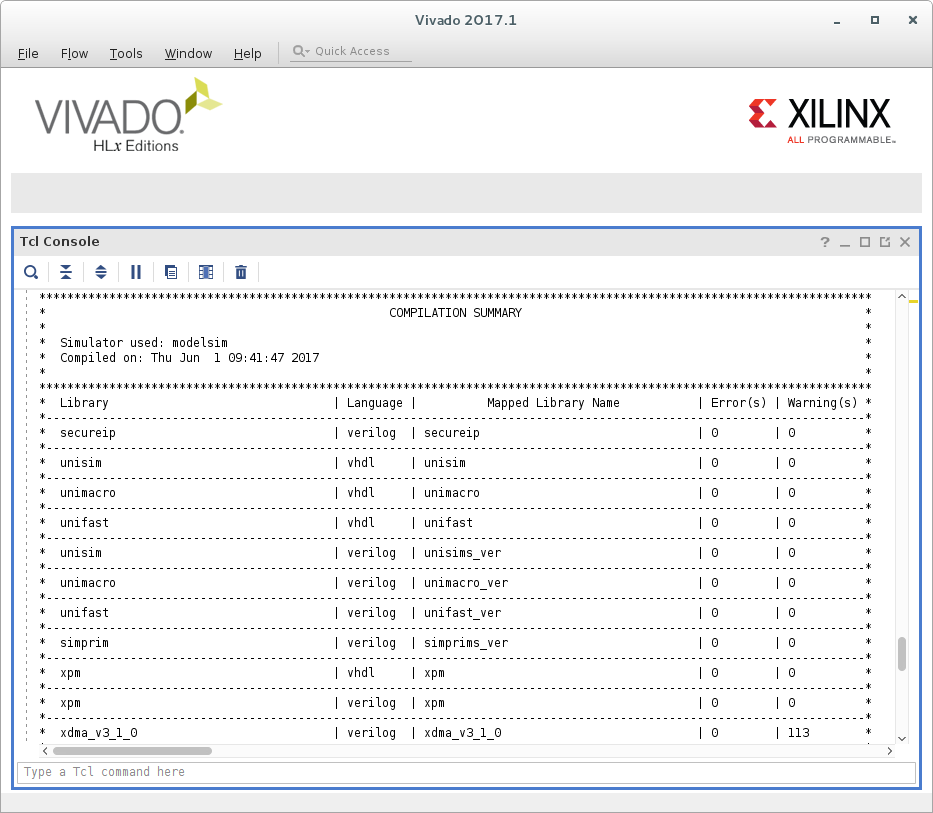 Vivado 2017.1
File Flow Tools Window Help Quick Access
VIVADO.
HLx Editions
XILINX
ALL PROGRAMMABLE™
Tcl Console
?
***********************************************************************************************************************
* COMPILATION SUMMARY *
* *
* Simulator used: modelsim *
* Compiled on: Thu Jun 1 09:41:47 2017 *
* *
***********************************************************************************************************************
* Library | Language | Mapped Library Name | Error(s) | Warning(s) *
*---------------------------------------------------------------------------------------------------------------------*
* secureip | verilog | secureip | 0 | 0 *
*---------------------------------------------------------------------------------------------------------------------*
* unisim | vhdl | unisim | 0 | 0 *
*---------------------------------------------------------------------------------------------------------------------*
* unimacro | vhdl | unimacro | 0 | 0 *
*---------------------------------------------------------------------------------------------------------------------*
* unifast | vhdl | unifast | 0 | 0 *
*---------------------------------------------------------------------------------------------------------------------*
* unisim | verilog | unisims_ver | 0 | 0 *
*---------------------------------------------------------------------------------------------------------------------*
* unimacro | verilog | unimacro_ver | 0 | 0 *
*---------------------------------------------------------------------------------------------------------------------*
* unifast | verilog | unifast_ver | 0 | 0 *
*---------------------------------------------------------------------------------------------------------------------*
* simprim | verilog | simprims_ver | 0 | 0 *
*---------------------------------------------------------------------------------------------------------------------*
* xpm | vhdl | xpm | 0 | 0 *
*---------------------------------------------------------------------------------------------------------------------*
* xpm | verilog | xpm | 0 | 0 *
*---------------------------------------------------------------------------------------------------------------------*
* xdma_v3_1_0 | verilog | xdma_v3_1_0 | 0 | 113 *
Type a Tcl command here